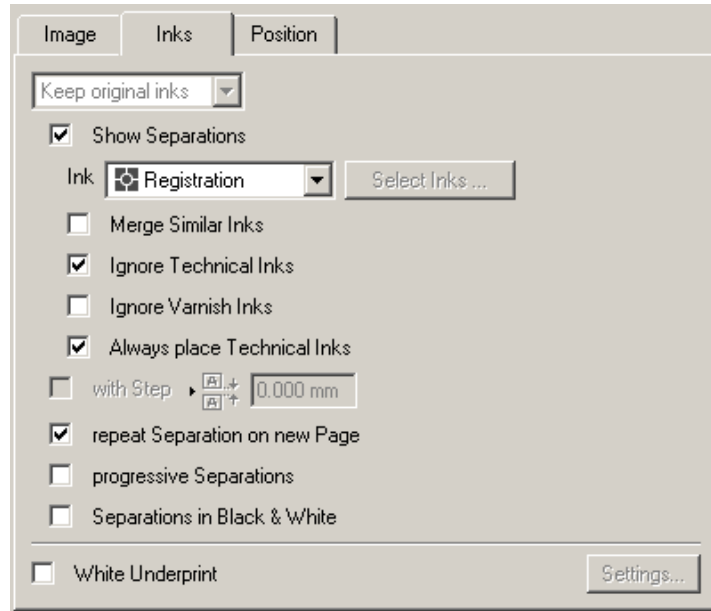 Image Inks Position
Keep original inks
Show Separations
Ink Registration Select Inks ...
Merge Similar Inks
Ignore Technical Inks
Ignore Varnish Inks
Always place Technical Inks
with Step A A 0.000 mm
repeat Separation on new Page
progressive Separations
Separations in Black & White
White Underprint Settings...